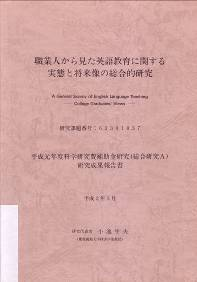 職業人から見た英語教育に関する
実態と将来像の総合的研究
A General Survey of English Language Teaching
College Graduates' Views
研究課題番号:62301057
平成元年度科学研究費補助金研究(総合研究A)
研究成果報告書
平成2年3月
研究代表者 小池生夫